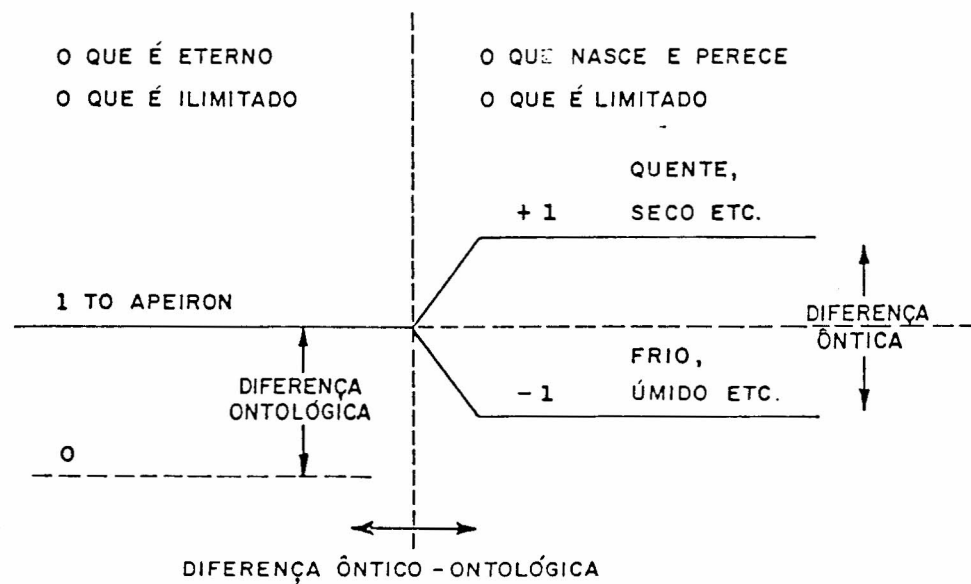 O QUE É ETERNO
O QUE É ILIMITADO
O QUE NASCE E PERECE
O QUE É LIMITADO
QUENTE,
+ 1 SECO ETC.
1 TO APEIRON
DIFERENÇA
ÔNTICA
FRIO,
- 1 ÚMIDO ETC.
DIFERENÇA
ONTOLÓGICA
0
DIFERENÇA ÔNTICO - ONTOLÓGICA